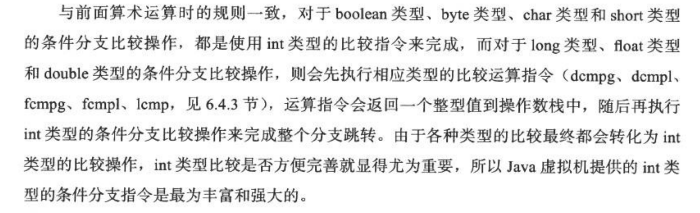 与前面算术运算时的规则一致，对于 boolean 类型、byte 类型、char 类型和 short 类型
的条件分支比较操作，都是使用 int 类型的比较指令来完成，而对于 long 类型、float 类型
和 double 类型的条件分支比较操作，则会先执行相应类型的比较运算指令（dcmpg、dcmpl、
fcmpg、fcmpl、lcmp，见 6.4.3 节），运算指令会返回一个整型值到操作数栈中，随后再执行
int 类型的条件分支比较操作来完成整个分支跳转。由于各种类型的比较最终都会转化为 int
类型的比较操作，int 类型比较是否方便完善就显得尤为重要，所以 Java 虚拟机提供的 int 类
型的条件分支指令是最为丰富和强大的。